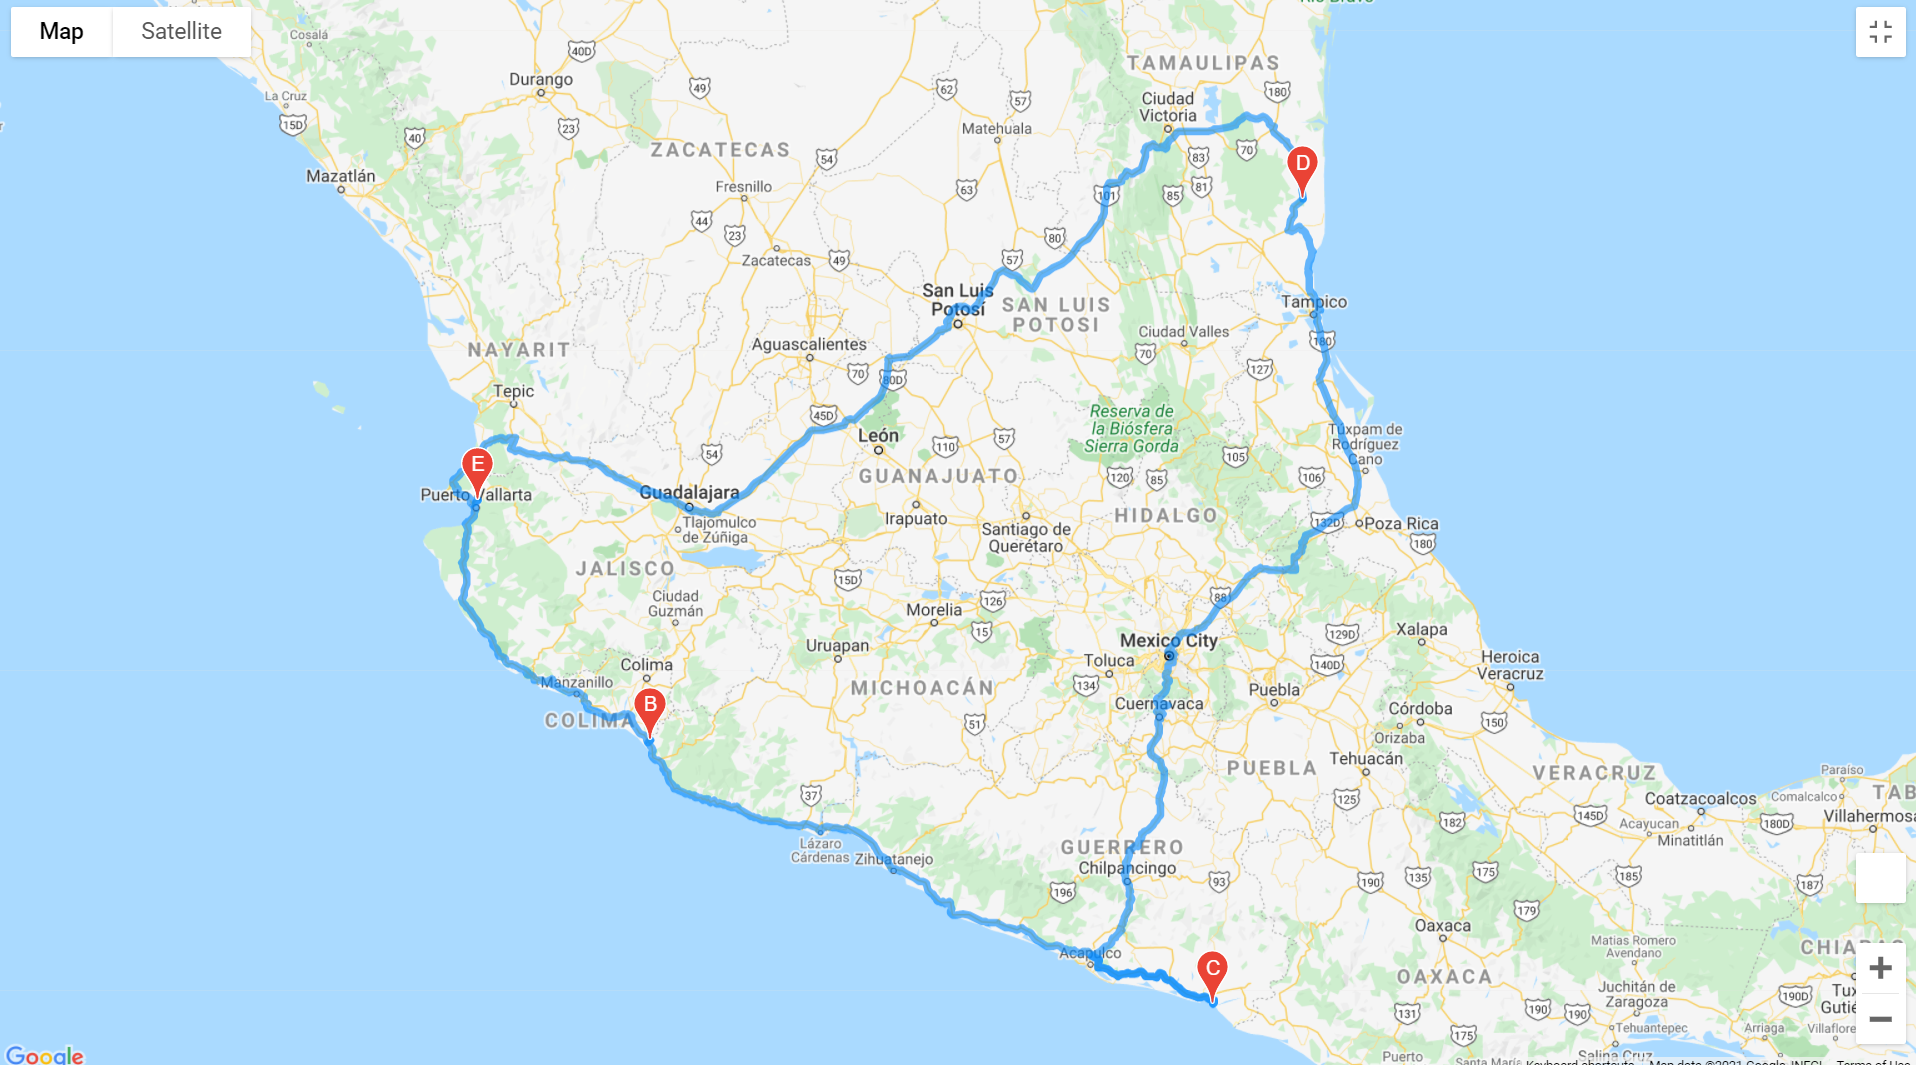 Map
Satellite
Rio Bravo
Cosalá
TAMAULIPAS
40D
Durango
180
49
62
57
La Cruz
Ciudad
Victoria
15D
23
Matehuala
40
ZACATECAS
54
70
83
D
Mazatlán
Fresnillo
63
101
85
81
44
23
80
Zacatecas
49
57
San Luis
Potosí
SAN LUIS
POTOSI
Tampico
Ciudad Valles
180
NAYARIT
Aguascalientes
70
70
80D
127
Tepic
45D
Reserva de
la Biósfera
Sierra Gorda
León
57
Túxpam de
Rodríguez
Cano
54
110
105
E
GUANAJUATO
120
85
106
Puerto Vallarta
Guadalajara
Tlajomulco
de Zúñiga
Irapuato
Santiago de
Querétaro
HIDALGO
132D
Poza Rica
180
JALISCO
15D
Ciudad
Guzmán
Morelia
126
88
15
Mexico City
129D
Xalapa
Uruapan
Colima
Toluca
140D
Heroica
Veracruz
Manzanillo
MICHOACÁN
134
Puebla
B
COLIMA
51
Cuernavaca
Córdoba
150
Orizaba
Tehuacán
PUEBLA
VERACRUZ
Paraíso
37
125
Coatzacoalcos
Comalcalco
TAB
182
145D
Acayucan
180D
Villahermosa
Minatitlán
Lázaro
Cárdenas
Zihuatanejo
GUERRERO
Chilpancingo
196
93
190
135
175
185
187
179
Oaxaca
Matias Romero
Avendano
CHIAPAS
Acapulco
C
OAXACA
Juchitán de
Zaragoza
190D
Tux
Gutié
131
190
190
175
Tehuantepec
Arriaga
Villaflore
Puerto
Santa María
Salina Cruz
Google
Keyboard shortcuts
Map data ©2021 Google, INEGI
Terms of Use